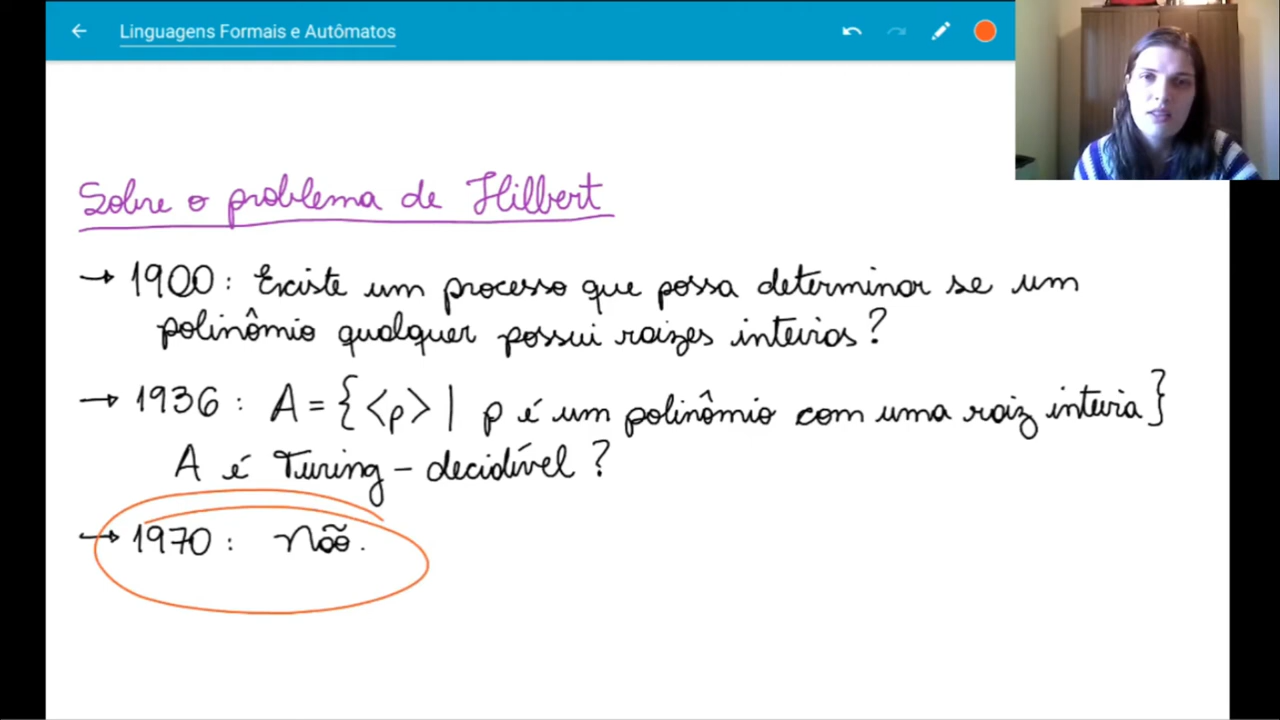 Linguagens Formais e Autômatos
Sobre o problema de Hilbert
→ 1900: Existe um processo que possa determinar se um
polinômio qualquer possui raizes inteiras?
→ 1936: A = {<p> | p é um polinômio com uma raiz inteira}
A é Turing-decidível?
→ 1970: Não.